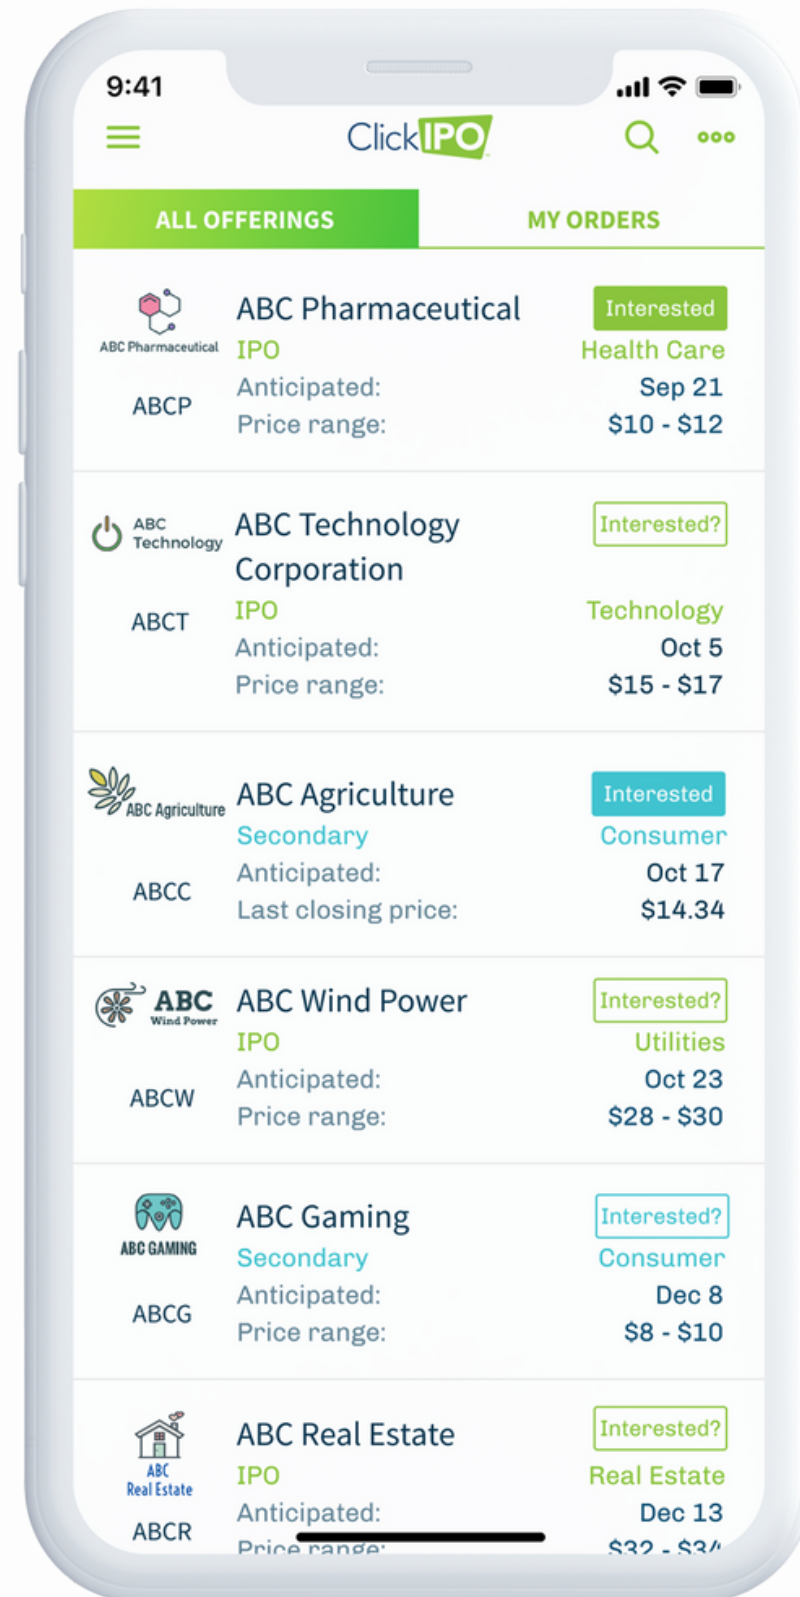 9:41
ClickIPO
ALL OFFERINGS MY ORDERS
ABC Pharmaceutical Interested
ABC Pharmaceutical IPO Health Care
Anticipated: Sep 21
ABCP
Price range: $10 - $12
ABC Technology Interested?
ABC
Technology
Corporation
ABCT
IPO Technology
Anticipated: Oct 5
Price range: $15 - $17
ABC Agriculture Interested
ABC Agriculture
Secondary Consumer
Anticipated: Oct 17
ABCC
Last closing price: $14.34
ABC Wind Power Interested?
ABC
Wind Power
IPO Utilities
Anticipated: Oct 23
ABCW
Price range: $28 - $30
ABC Gaming Interested?
ABC GAMING
Secondary Consumer
Anticipated: Dec 8
ABCG
Price range: $8 - $10
ABC Real Estate Interested?
ABC
Real Estate
IPO Real Estate
Anticipated: Dec 13
ABCR
Price range: $32 - $34